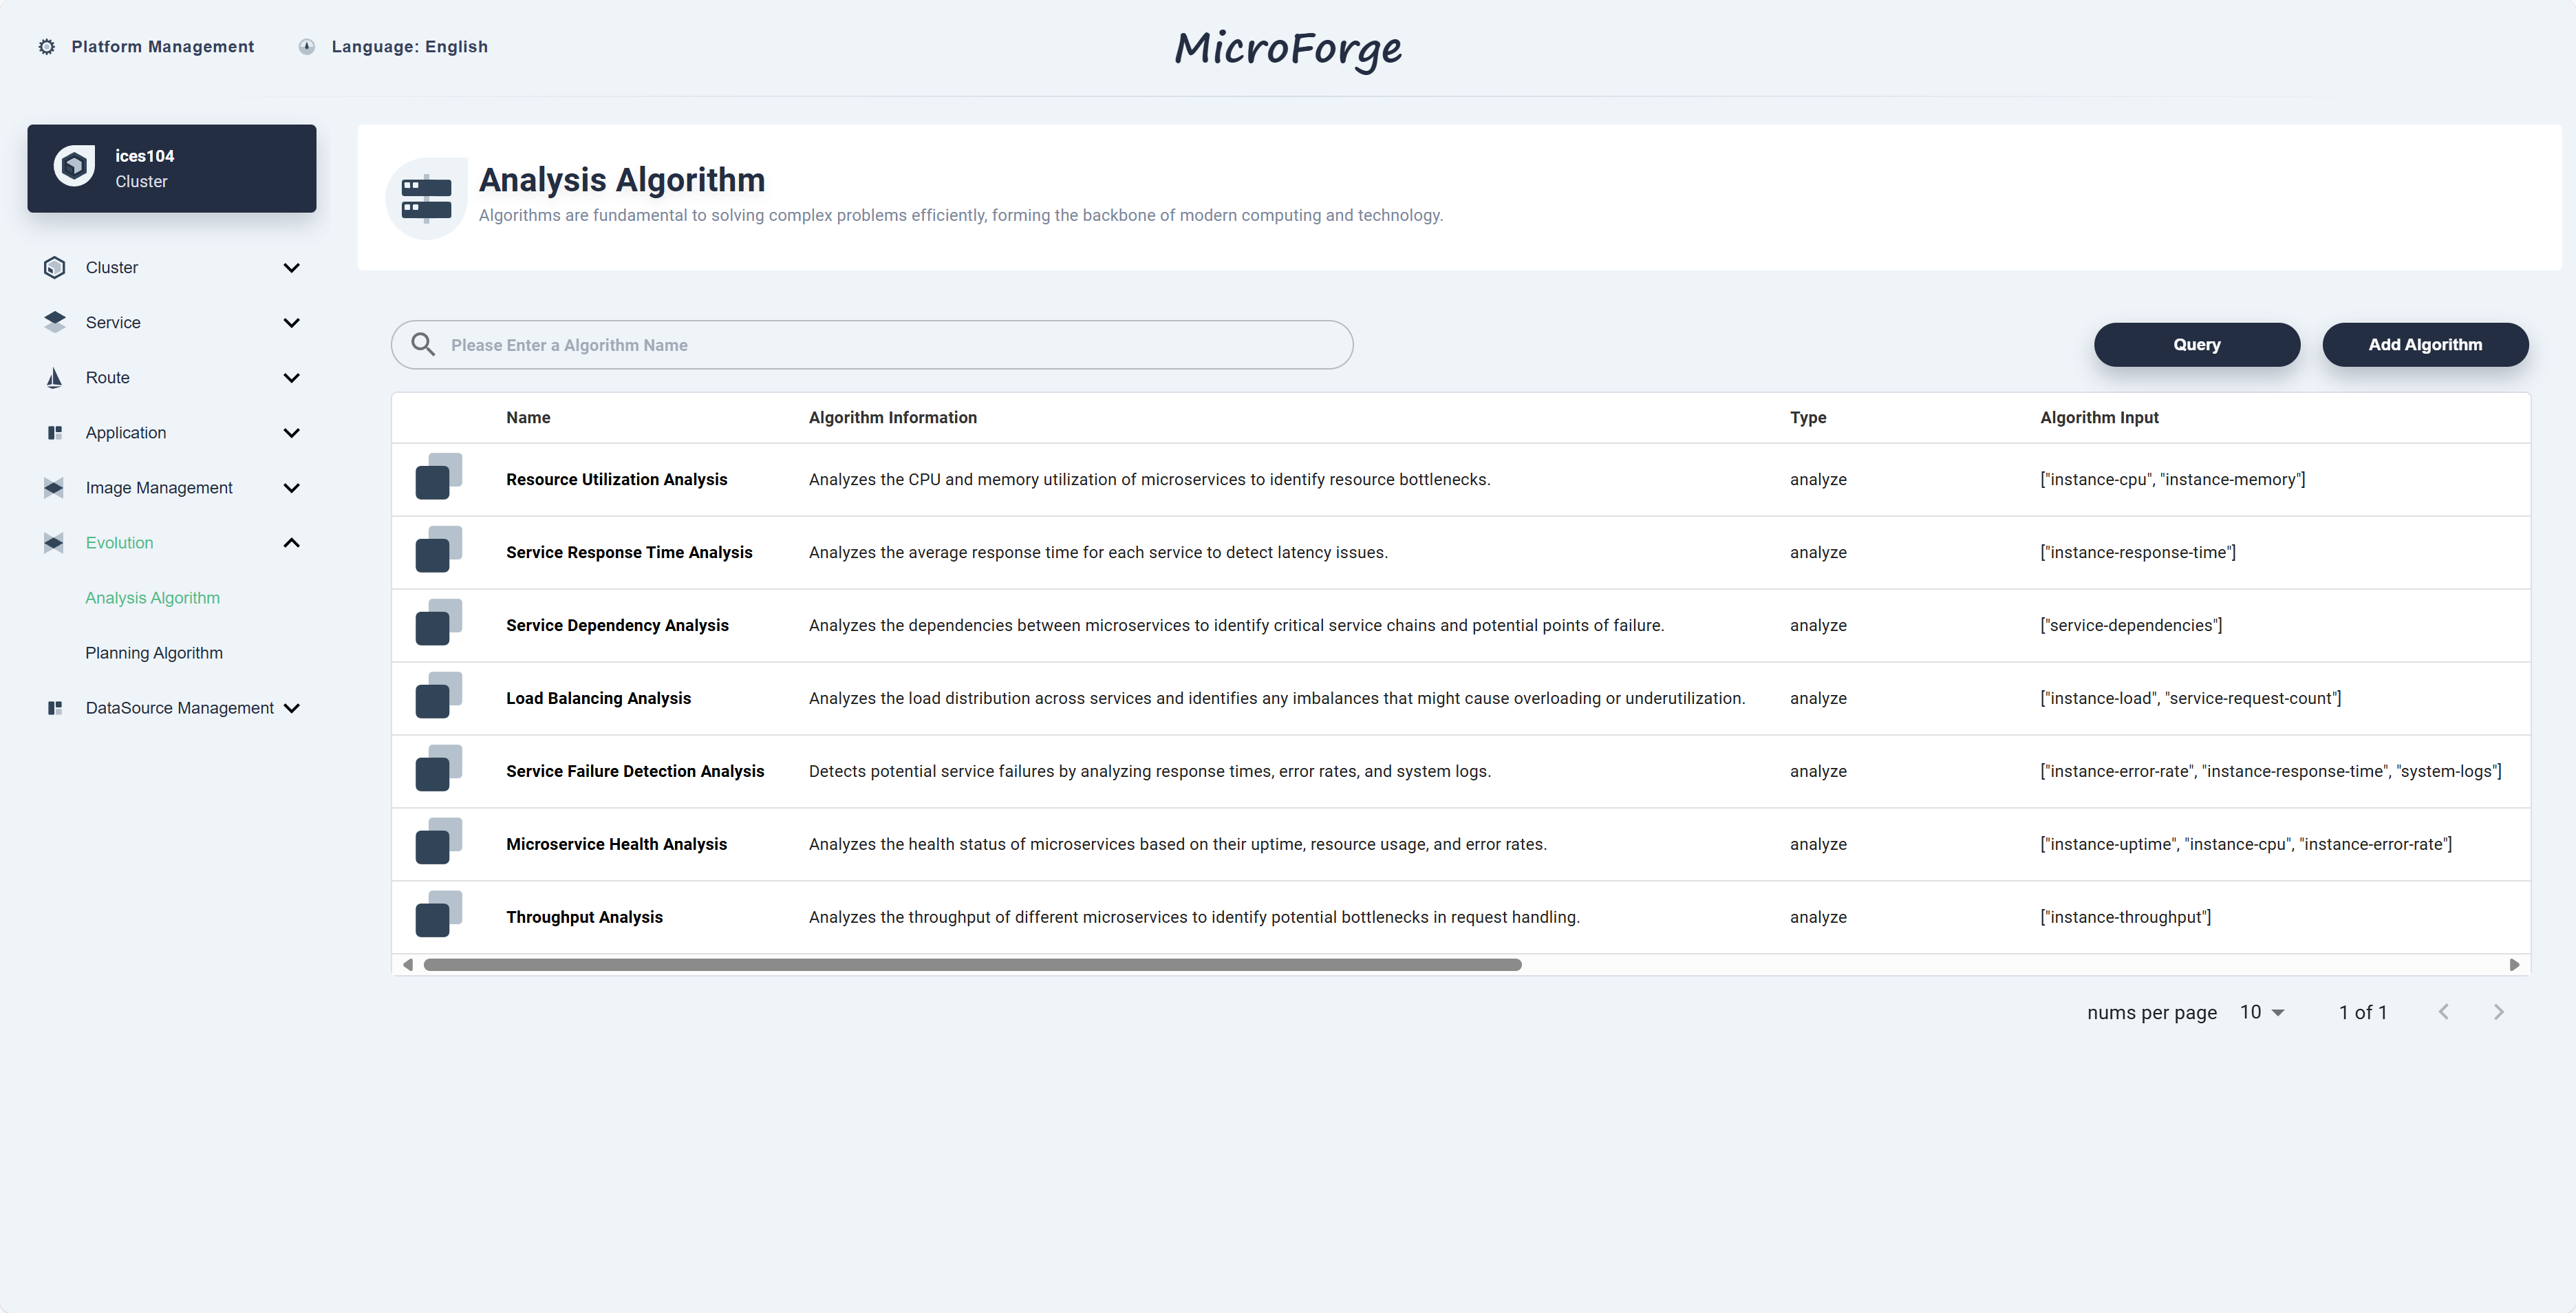 Platform Management
Language: English
MicroForge
ices104
Cluster
Cluster
Service
Route
Application
Image Management
Evolution
Analysis Algorithm
Planning Algorithm
DataSource Management
Analysis Algorithm
Algorithms are fundamental to solving complex problems efficiently, forming the backbone of modern computing and technology.
Please Enter a Algorithm Name
Query
Add Algorithm
Name Algorithm Information Type Algorithm Input
Resource Utilization Analysis Analyzes the CPU and memory utilization of microservices to identify resource bottlenecks. analyze ["instance-cpu", "instance-memory"]
Service Response Time Analysis Analyzes the average response time for each service to detect latency issues. analyze ["instance-response-time"]
Service Dependency Analysis Analyzes the dependencies between microservices to identify critical service chains and potential points of failure. analyze ["service-dependencies"]
Load Balancing Analysis Analyzes the load distribution across services and identifies any imbalances that might cause overloading or underutilization. analyze ["instance-load", "service-request-count"]
Service Failure Detection Analysis Detects potential service failures by analyzing response times, error rates, and system logs. analyze ["instance-error-rate", "instance-response-time", "system-logs"]
Microservice Health Analysis Analyzes the health status of microservices based on their uptime, resource usage, and error rates. analyze ["instance-uptime", "instance-cpu", "instance-error-rate"]
Throughput Analysis Analyzes the throughput of different microservices to identify potential bottlenecks in request handling. analyze ["instance-throughput"]
nums per page 10 1 of 1